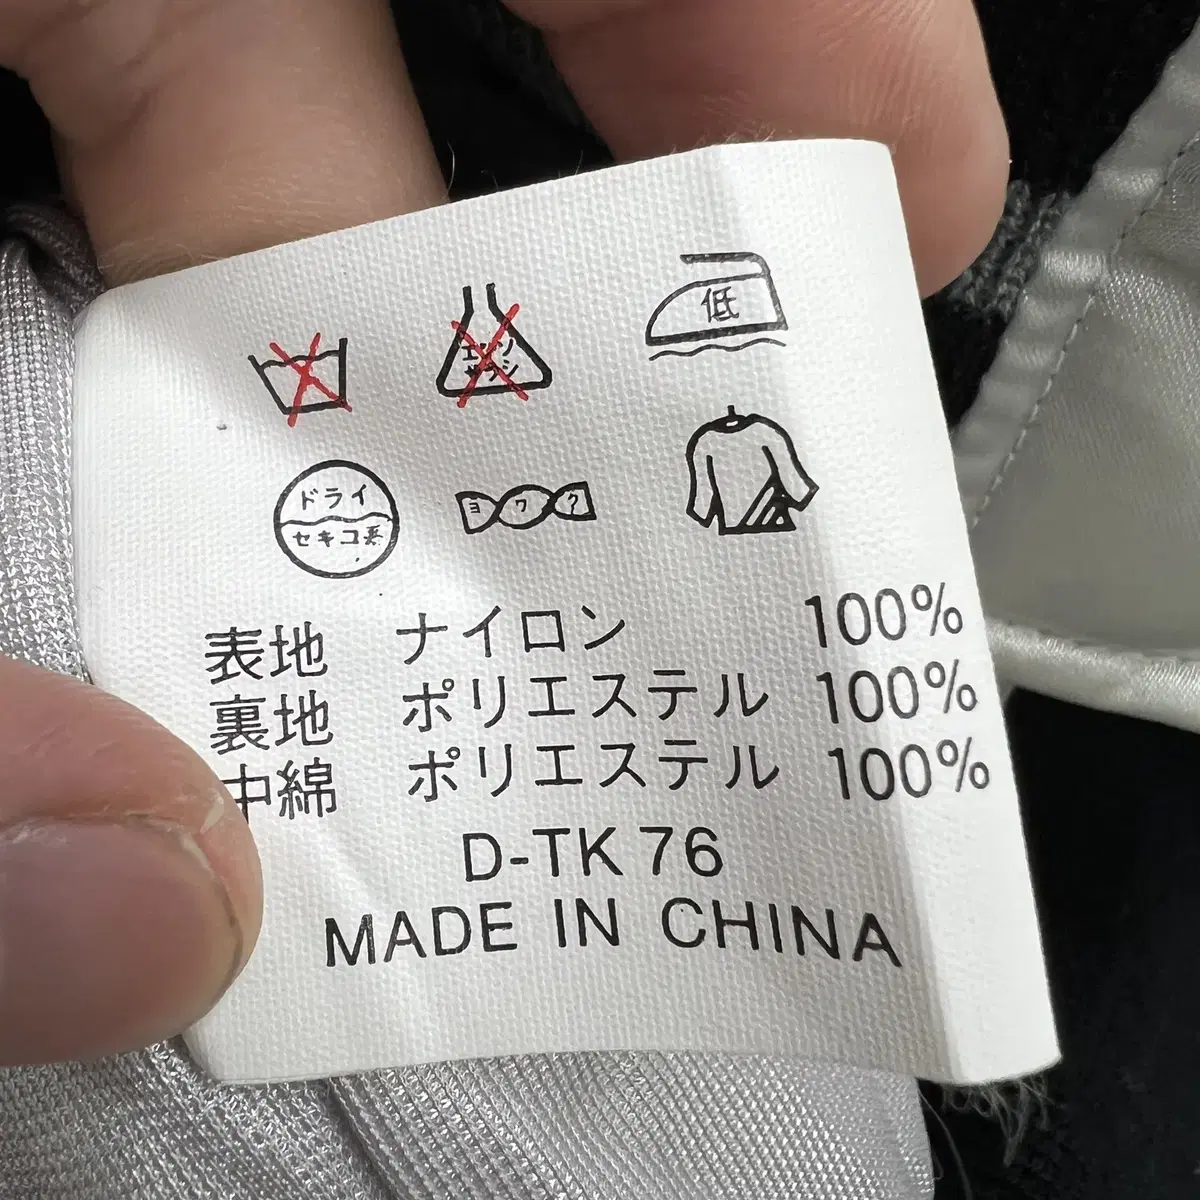 エンソ
サラシ
低
ドライ
セキユ系
ヨワク
表地 ナイロン 100%
裏地 ポリエステル 100%
中綿 ポリエステル 100%
D-TK 76
MADE IN CHINA